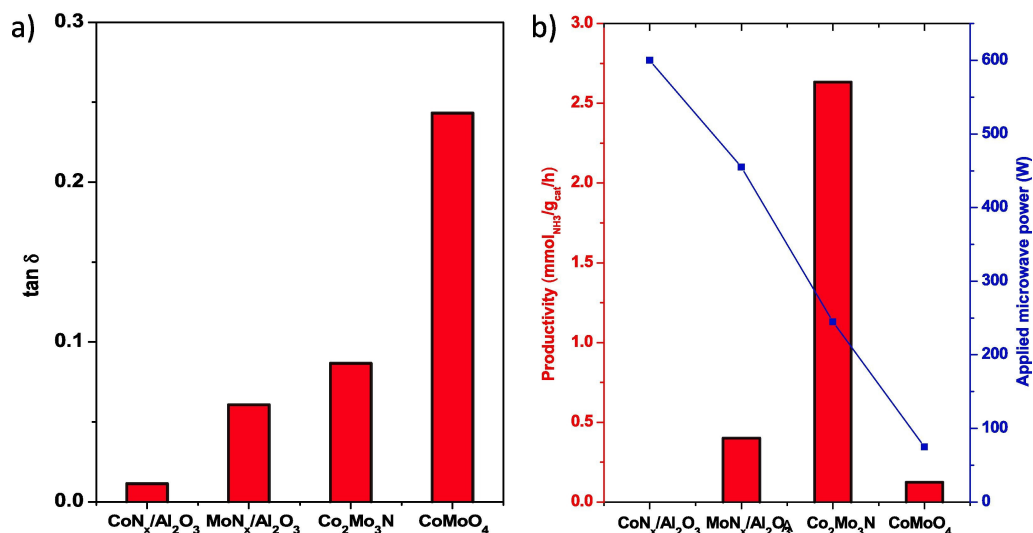 a)
0.3
0.2
0.1
0.0
tan δ
CoNₓ/Al₂O₃ MoNₓ/Al₂O₃ Co₂Mo₃N CoMoO₄
b)
3.0
2.5
2.0
1.5
1.0
0.5
0.0
Productivity (mmol_NH3/g_cat/h)
600
500
400
300
200
100
0
Applied microwave power (W)
CoNₓ/Al₂O₃ MoNₓ/Al₂O₃ Co₂Mo₃N CoMoO₄